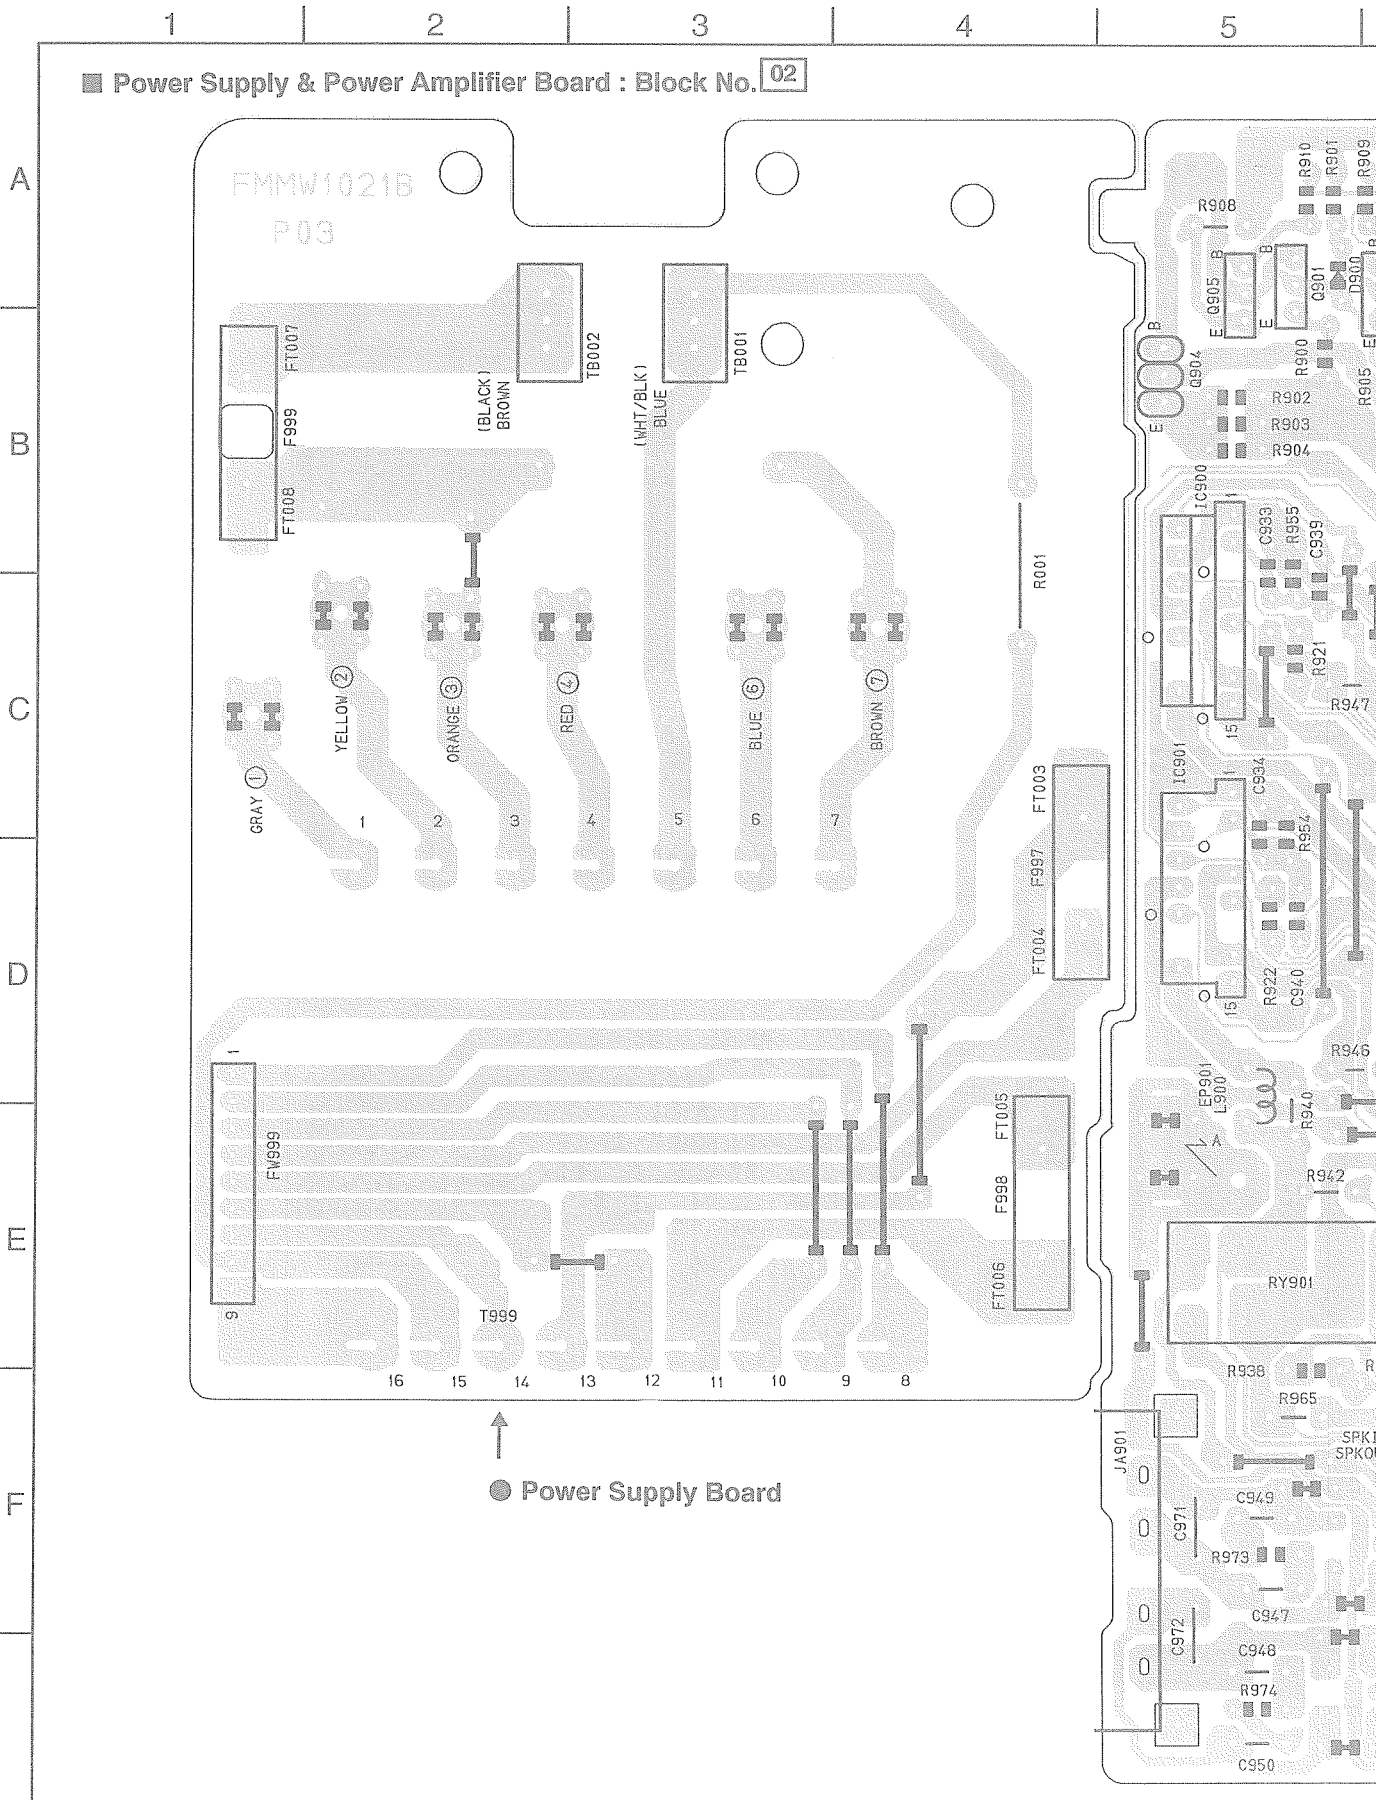 1 2 3 4 5
■ Power Supply & Power Amplifier Board : Block No. 02
A
B
C
D
E
F
FMMW1021B
P03
FT007
F999
FT008
TB002
(BLACK)
BROWN
TB001
(WHT/BLK)
BLUE
R001
GRAY ①
YELLOW ②
ORANGE ③
RED ④
BLUE ⑥
BROWN ⑦
1 2 3 4 5 6 7
FT003
F997
FT004
1
FW999
9
FT005
F998
FT006
T999
16 15 14 13 12 11 10 9 8
● Power Supply Board
R910
R901
R909
R908
B
Q905
E
B
Q901
E
D900
B
E
B
Q904
E
R900
R905
R902
R903
R904
IC900
1
15
C933
R955
C939
R921
R947
IC901
1
15
C934
R954
R922
C940
R946
EP901
L900
R940
A
R942
RY901
R938
R
R965
JA901
SPKI
SPKOU
C949
C971
R973
C947
C972
C948
R974
C950